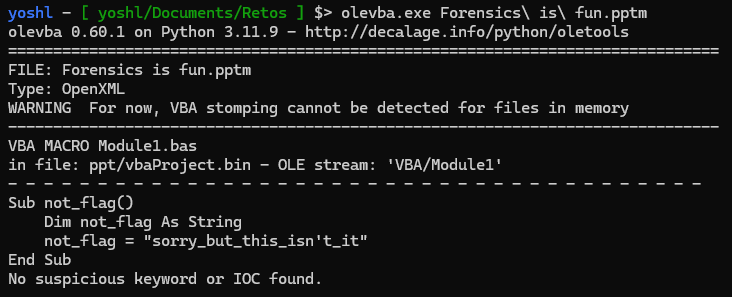 yoshl - [ yoshl/Documents/Retos ] $> olevba.exe Forensics\ is\ fun.pptm
olevba 0.60.1 on Python 3.11.9 - http://decalage.info/python/oletools
===============================================================================
FILE: Forensics is fun.pptm
Type: OpenXML
WARNING  For now, VBA stomping cannot be detected for files in memory
-------------------------------------------------------------------------------
VBA MACRO Module1.bas
in file: ppt/vbaProject.bin - OLE stream: 'VBA/Module1'
- - - - - - - - - - - - - - - - - - - - - - - - - - - - - - - - - - - - - - -
Sub not_flag()
    Dim not_flag As String
    not_flag = "sorry_but_this_isn't_it"
End Sub
No suspicious keyword or IOC found.